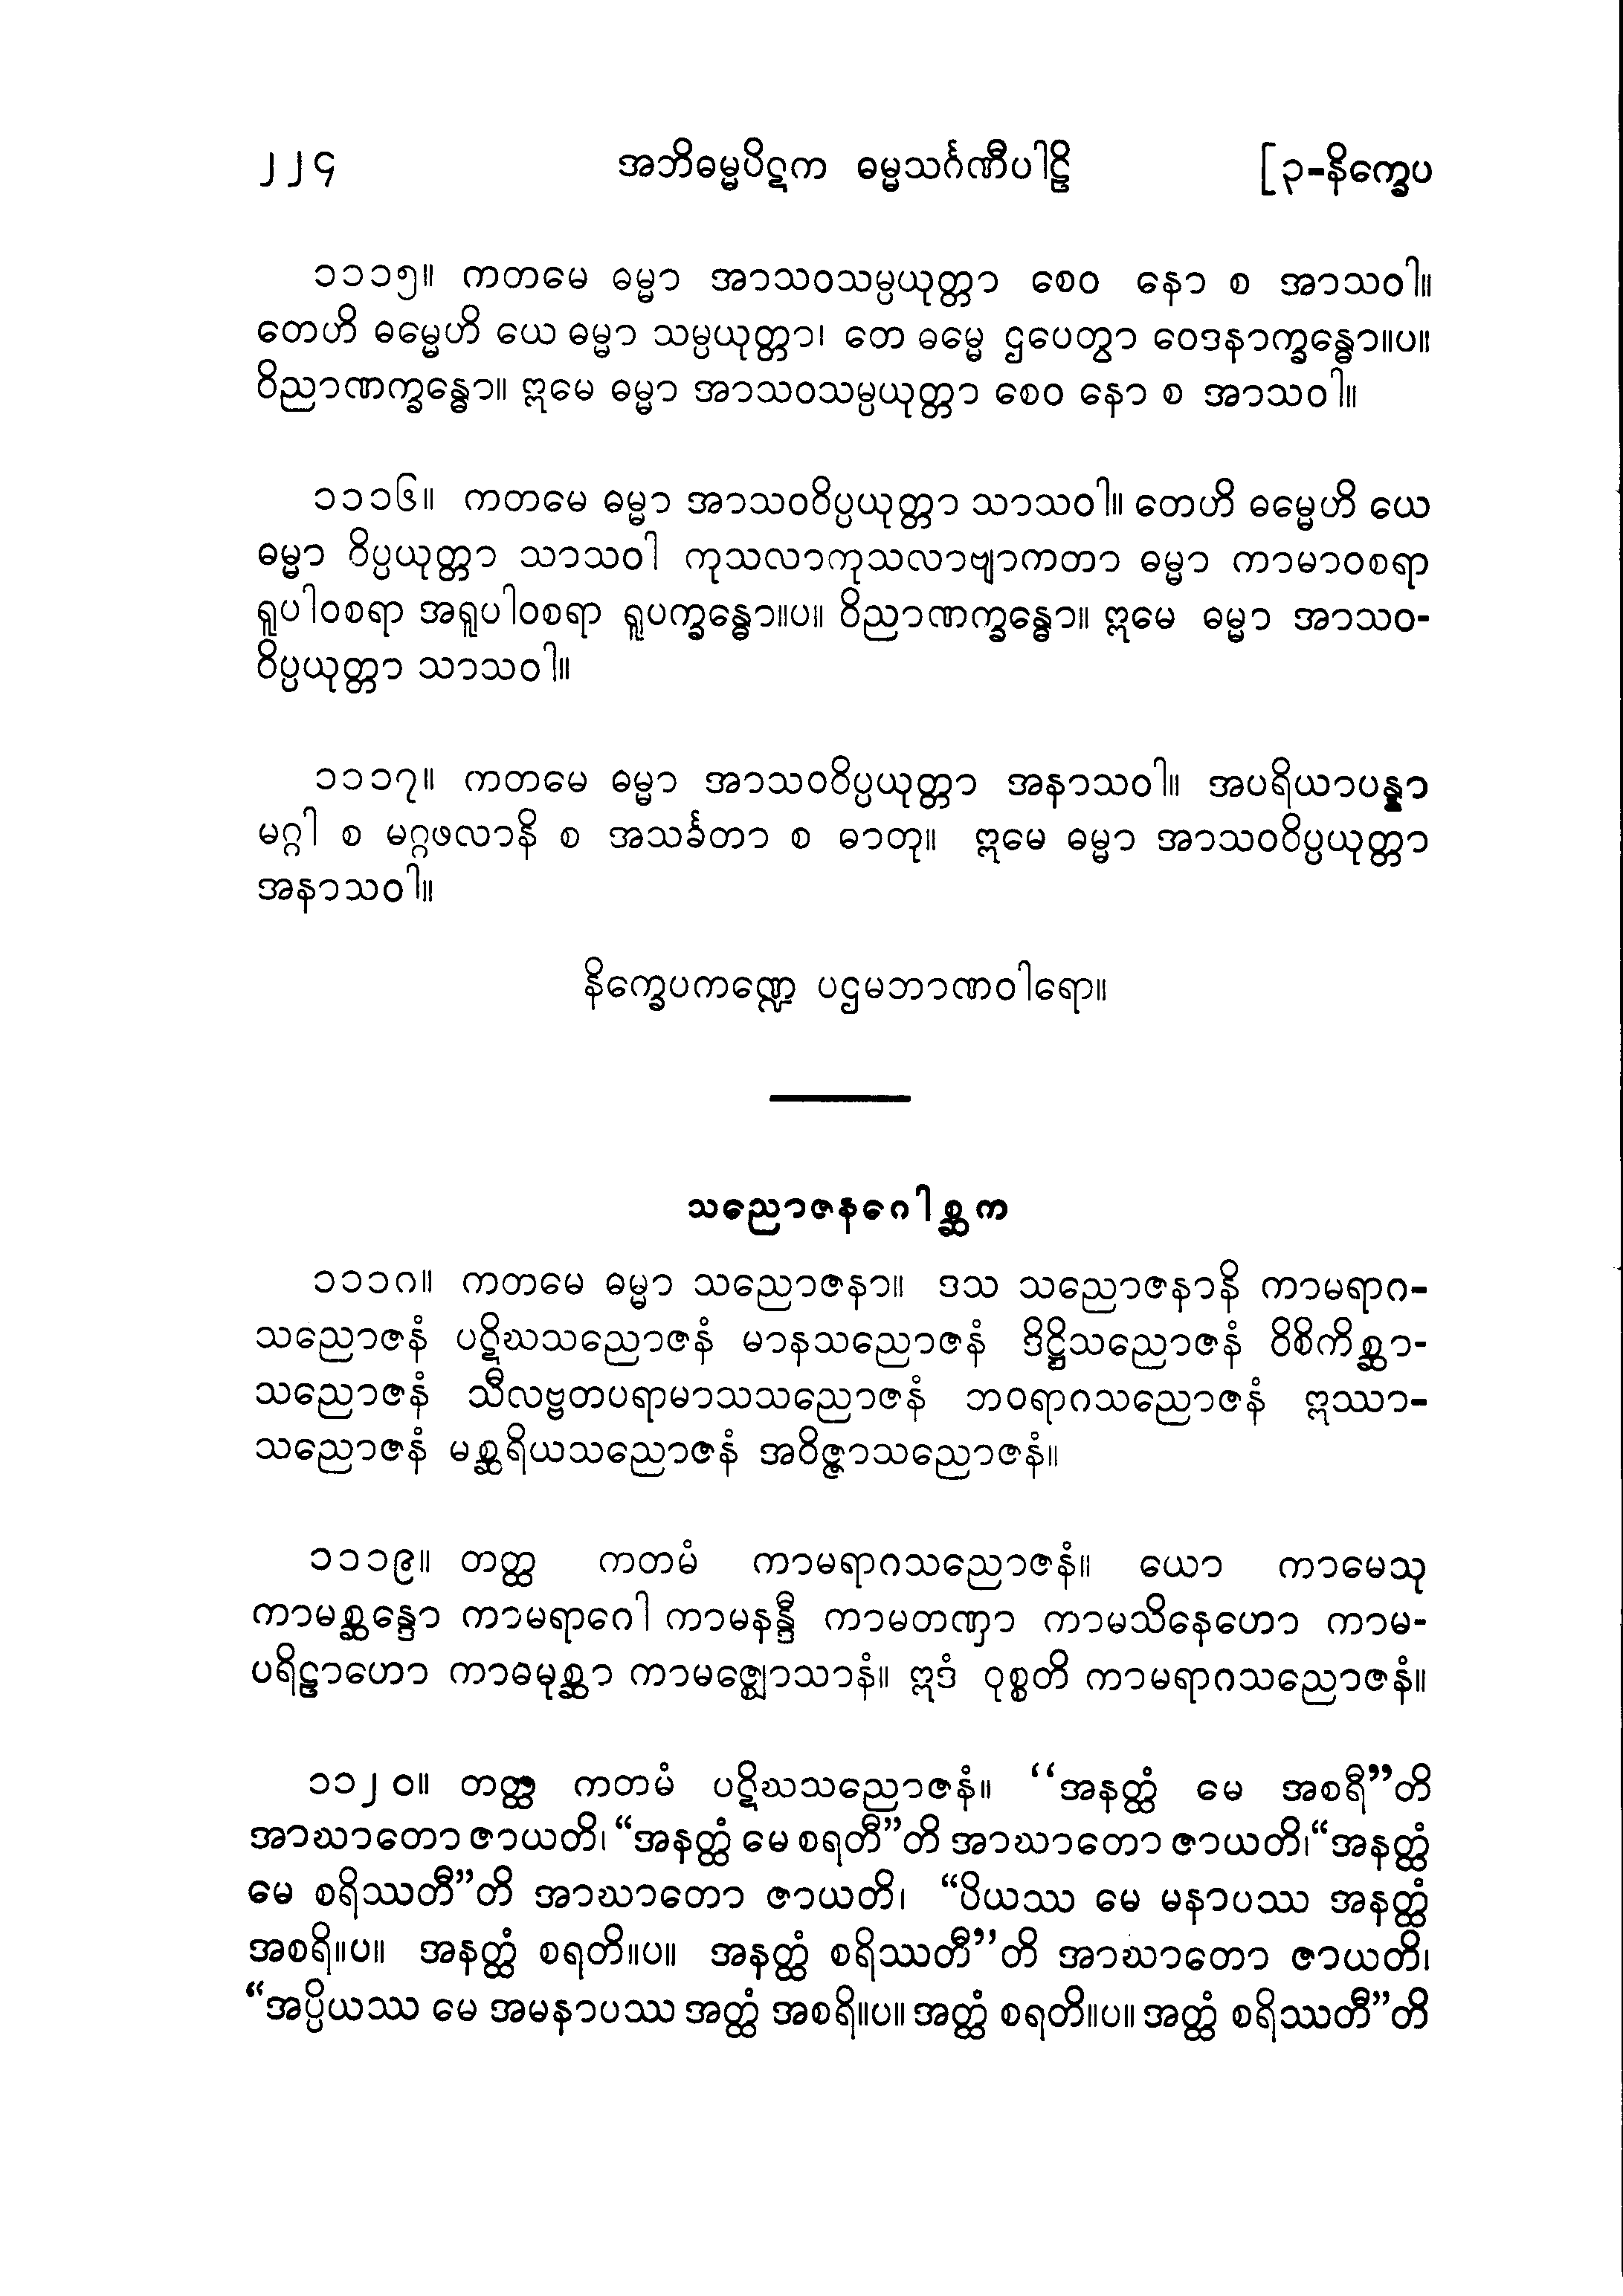 ၂၂၄ အဘိဓမ္မပိဋက ဓမ္မသင်္ဂဏီပါဠိ [၃-နိက္ခေပ
၁၁၁၅။ ကတမေ ဓမ္မာ အာသဝသမ္ပယုတ္တာ စေဝ နော စ အာသဝါ။
တေဟိ ဓမ္မေဟိ ယေ ဓမ္မာ သမ္ပယုတ္တာ၊ တေ ဓမ္မေ ဌပေတွာ ဝေဒနာက္ခန္ဓော။ပ။
ဝိညာဏက္ခန္ဓော။ ဣမေ ဓမ္မာ အာသဝသမ္ပယုတ္တာ စေဝ နော စ အာသဝါ။
၁၁၁၆။ ကတမေ ဓမ္မာ အာသဝဝိပ္ပယုတ္တာ သာသဝါ။ တေဟိ ဓမ္မေဟိ ယေ
ဓမ္မာ ဝိပ္ပယုတ္တာ သာသဝါ ကုသလာကုသလာဗျာကတာ ဓမ္မာ ကာမာဝစရာ
ရူပါဝစရာ အရူပါဝစရာ ရူပက္ခန္ဓော။ပ။ ဝိညာဏက္ခန္ဓော။ ဣမေ ဓမ္မာ အာသဝ-
ဝိပ္ပယုတ္တာ သာသဝါ။
၁၁၁၇။ ကတမေ ဓမ္မာ အာသဝဝိပ္ပယုတ္တာ အနာသဝါ။ အပရိယာပန္နာ
မဂ္ဂါ စ မဂ္ဂဖလာနိ စ အသင်္ခတာ စ ဓာတု။ ဣမေ ဓမ္မာ အာသဝဝိပ္ပယုတ္တာ
အနာသဝါ။
နိက္ခေပကဏ္ဍေ ပဌမဘာဏဝါရော။
သညောဇနဂေါစ္ဆက
၁၁၁၈။ ကတမေ ဓမ္မာ သညောဇနာ။ ဒသ သညောဇနာနိ ကာမရာဂ-
သညောဇနံ ပဋိဃသညောဇနံ မာနသညောဇနံ ဒိဋ္ဌိသညောဇနံ ဝိစိကိစ္ဆာ-
သညောဇနံ သီလဗ္ဗတပရာမာသသညောဇနံ ဘဝရာဂသညောဇနံ ဣဿာ-
သညောဇနံ မစ္ဆရိယသညောဇနံ အဝိဇ္ဇာသညောဇနံ။
၁၁၁၉။ တတ္ထ ကတမံ ကာမရာဂသညောဇနံ။ ယော ကာမေသု
ကာမစ္ဆန္ဒော ကာမရာဂေါ ကာမနန္ဒီ ကာမတဏှာ ကာမသိနေဟော ကာမ-
ပရိဠာဟော ကာဓမုစ္ဆာ ကာမဇ္ဈောသာနံ။ ဣဒံ ဝုစ္စတိ ကာမရာဂသညောဇနံ။
၁၁၂၀။ တတ္ထ ကတမံ ပဋိဃသညောဇနံ။ “အနတ္ထံ မေ အစရီ”တိ
အာဃာတော ဇာယတိ၊ “အနတ္ထံ မေ စရတီ”တိ အာဃာတော ဇာယတိ၊“အနတ္ထံ
မေ စရိဿတီ”တိ အာဃာတော ဇာယတိ၊ “ပိယဿ မေ မနာပဿ အနတ္ထံ
အစရိ။ပ။ အနတ္ထံ စရတိ။ပ။ အနတ္ထံ စရိဿတီ”တိ အာဃာတော ဇာယတိ၊
“အပ္ပိယဿ မေ အမနာပဿ အတ္ထံ အစရိ။ပ။ အတ္ထံ စရတိ။ပ။ အတ္ထံ စရိဿတီ”တိ